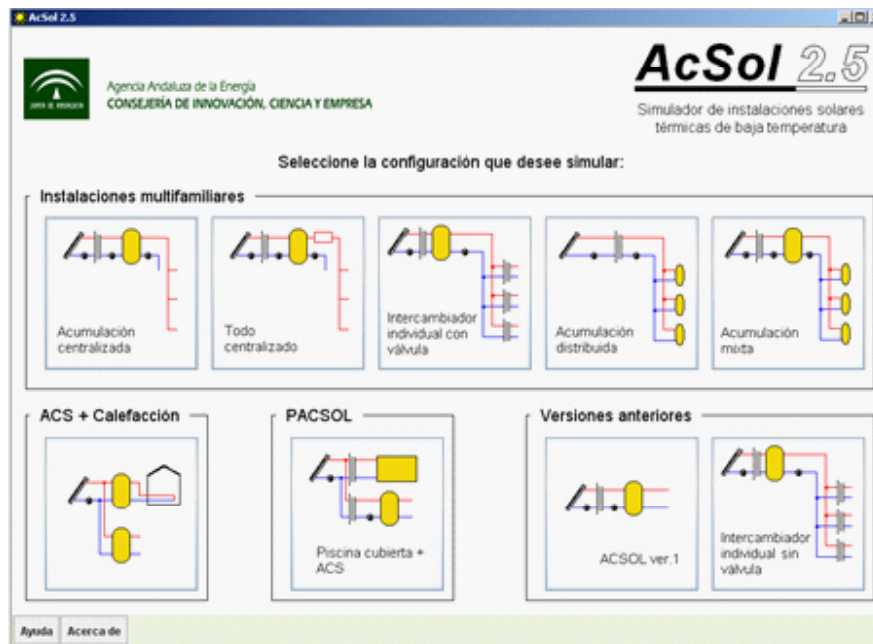 AcSol 2.5
JUNTA DE ANDALUCIA
Agencia Andaluza de la Energía
CONSEJERÍA DE INNOVACIÓN, CIENCIA Y EMPRESA
AcSol 2.5
Simulador de instalaciones solares
térmicas de baja temperatura
Seleccione la configuración que desee simular:
Instalaciones multifamiliares
Acumulación
centralizada
Todo
centralizado
Intercambiador
individual con
válvula
Acumulación
distribuida
Acumulación
mixta
ACS + Calefacción
PACSOL
Piscina cubierta +
ACS
Versiones anteriores
ACSOL ver.1
Intercambiador
individual sin
válvula
Ayuda
Acerca de